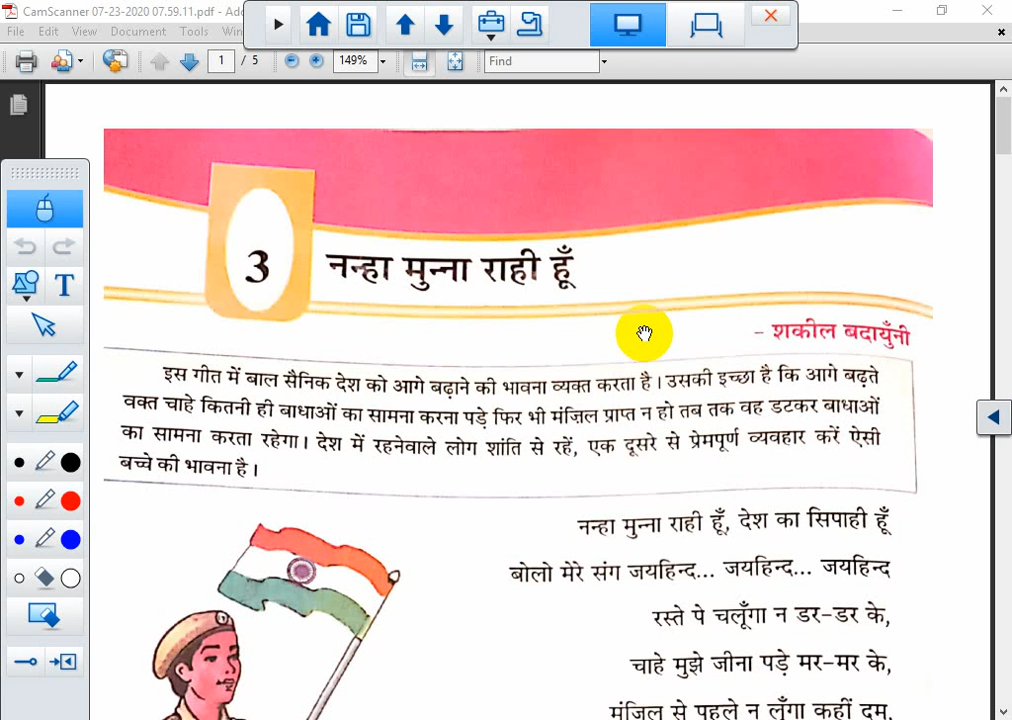 CamScanner 07-23-2020 07.59.11.pdf - Ado
File Edit View Document Tools Win
1 / 5 149% Find
T
3 नन्हा मुन्ना राही हूँ
– शकील बदायुँनी
इस गीत में बाल सैनिक देश को आगे बढ़ाने की भावना व्यक्त करता है। उसकी इच्छा है कि आगे बढ़ते
वक्त चाहे कितनी ही बाधाओं का सामना करना पड़े फिर भी मंज़िल प्राप्त न हो तब तक वह डटकर बाधाओं
का सामना करता रहेगा। देश में रहनेवाले लोग शांति से रहें, एक दूसरे से प्रेमपूर्ण व्यवहार करें ऐसी
बच्चे की भावना है।
नन्हा मुन्ना राही हूँ, देश का सिपाही हूँ
बोलो मेरे संग जयहिन्द... जयहिन्द... जयहिन्द
रस्ते पे चलूँगा न डर-डर के,
चाहे मुझे जीना पड़े मर-मर के,
मंज़िल से पहले न लूँगा कहीं दम,